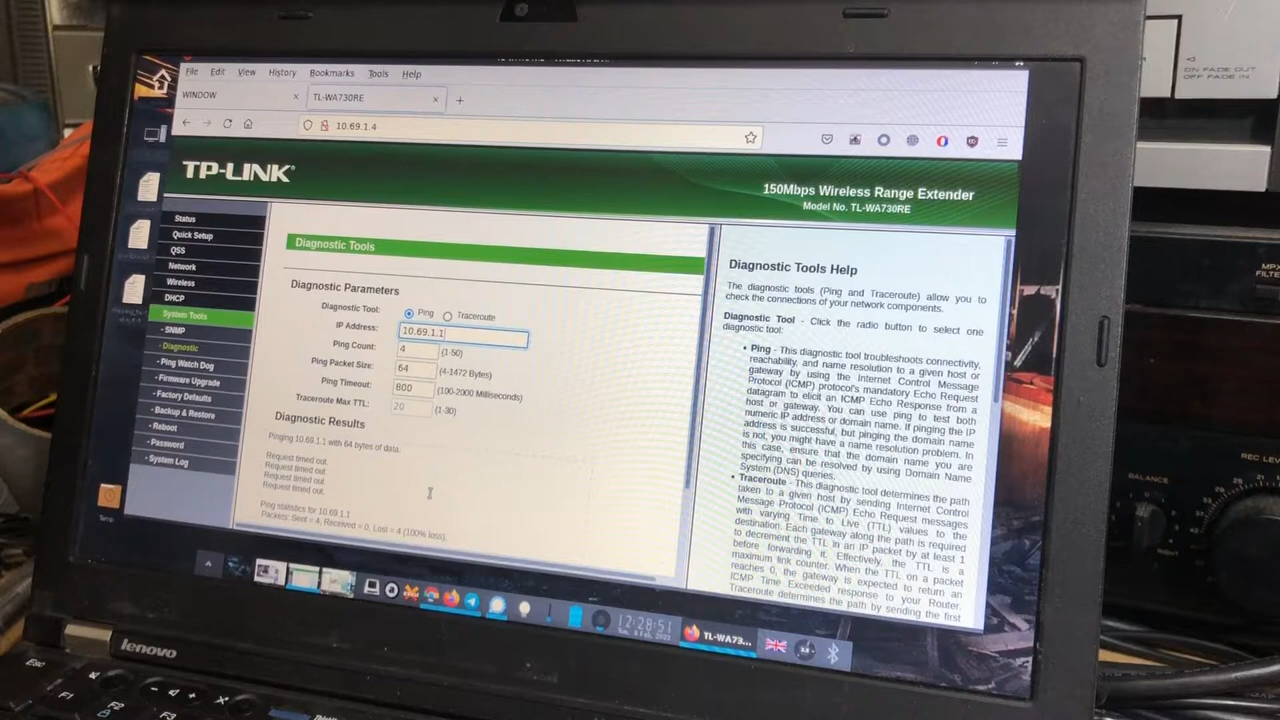 File Edit View History Bookmarks Tools Help
WINDOW
TL-WA730RE
10.69.1.4
TP-LINK®
150Mbps Wireless Range Extender
Model No. TL-WA730RE
Status
Quick Setup
QSS
Network
Wireless
DHCP
System Tools
- SNMP
- Diagnostic
- Ping Watch Dog
- Firmware Upgrade
- Factory Defaults
- Backup & Restore
- Reboot
- Password
- System Log
Diagnostic Tools
Diagnostic Parameters
Diagnostic Tool: Ping Traceroute
IP Address: 10.69.1.1
Ping Count: 4 (1-50)
Ping Packet Size: 64 (4-1472 Bytes)
Ping Timeout: 800 (100-2000 Milliseconds)
Traceroute Max TTL: 20 (1-30)
Diagnostic Results
Pinging 10.69.1.1 with 64 bytes of data.
Request timed out.
Request timed out.
Request timed out.
Request timed out.
Ping statistics for 10.69.1.1
Packets: Sent = 4, Received = 0, Lost = 4 (100% loss),
Diagnostic Tools Help
The diagnostic tools (Ping and Traceroute) allow you to
check the connections of your network components.
Diagnostic Tool - Click the radio button to select one
diagnostic tool:
• Ping - This diagnostic tool troubleshoots connectivity,
reachability, and name resolution to a given host or
gateway by using the Internet Control Message
Protocol (ICMP) protocol's mandatory Echo Request
datagram to elicit an ICMP Echo Response from a
host or gateway. You can use ping to test both
numeric IP address or domain name. If pinging the IP
address is successful, but pinging the domain name
is not, you might have a name resolution problem. In
this case, ensure that the domain name you are
specifying can be resolved by using Domain Name
System (DNS) queries.
• Traceroute - This diagnostic tool determines the path
taken to a given host by sending Internet Control
Message Protocol (ICMP) Echo Request messages
with varying Time to Live (TTL) values to the
destination. Each gateway along the path is required
to decrement the TTL in an IP packet by at least 1
before forwarding it. Effectively, the TTL is a
maximum link counter. When the TTL on a packet
reaches 0, the gateway is expected to return an
ICMP Time Exceeded response to your Router.
Traceroute determines the path by sending the first
12:28:51
TL-WA73...
lenovo
Esc
F1
F2
F3
ON FADE OUT
OFF FADE IN
MPX
FILTER
REC LEV
BALANCE
RIGHT